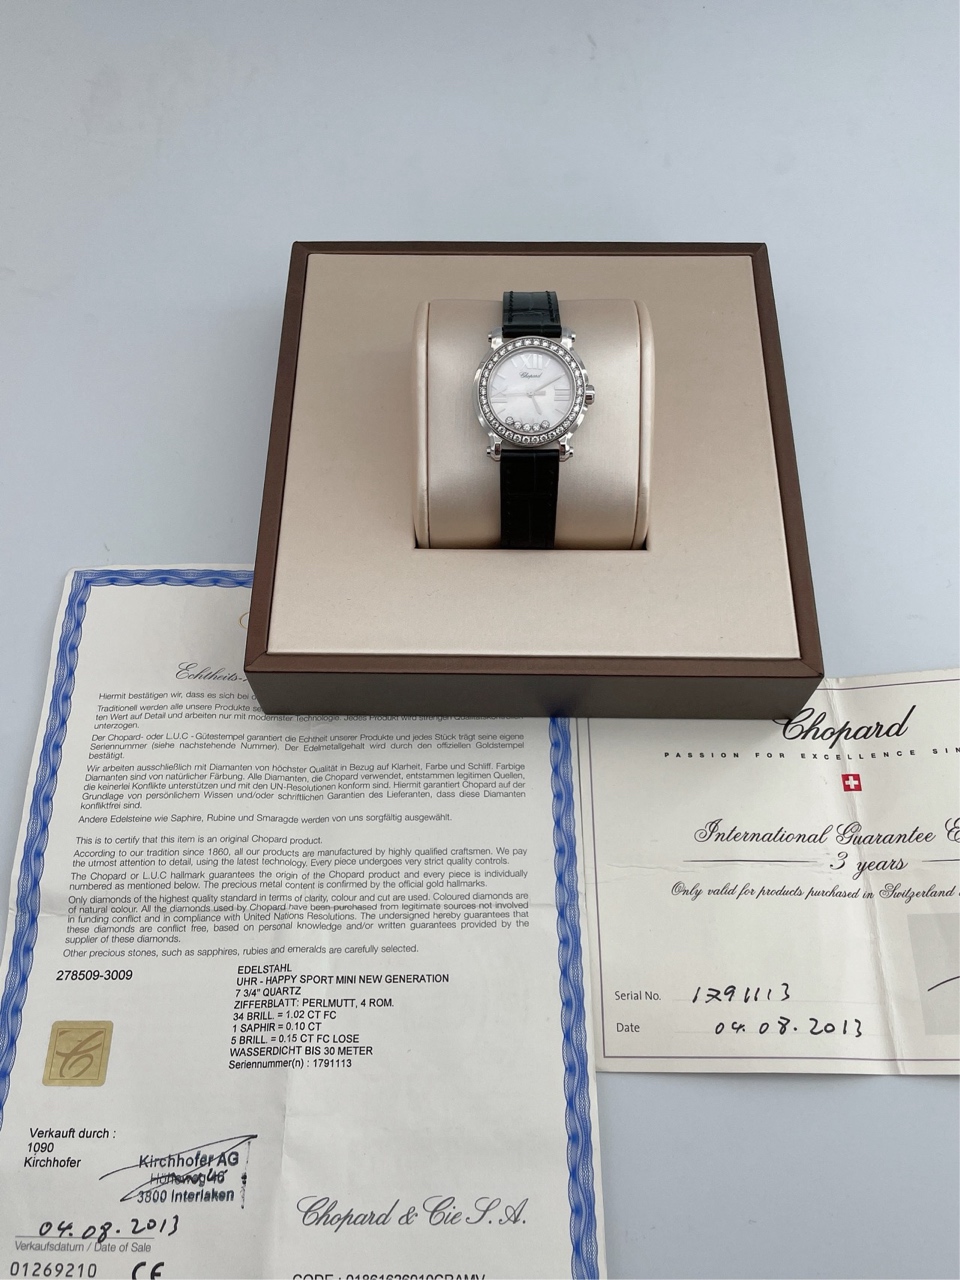 XII
Chopard
Echtheits-
Hiermit bestätigen wir, dass es sich bei
Traditionell werden alle unsere Produkte
ten Wert auf Detail und arbeiten nur mit modernster Technologie. Jedes Produkt wird strengen
unterzogen.
Der Chopard- oder L.U.C - Gütestempel garantiert die Echtheit unserer Produkte und jedes Stück trägt seine eigene
Seriennummer (siehe nachstehende Nummer). Der Edelmetallgehalt wird durch den offiziellen Goldstempel
bestätigt.
Wir arbeiten ausschließlich mit Diamanten von höchster Qualität in Bezug auf Klarheit, Farbe und Schliff. Farbige
Diamanten sind von natürlicher Färbung. Alle Diamanten, die Chopard verwendet, entstammen legitimen Quellen,
die keinerlei Konflikte unterstützen und mit den UN-Resolutionen konform sind. Hiermit garantiert Chopard auf der
Grundlage von persönlichem Wissen und/oder schriftlichen Garantien des Lieferanten, dass diese Diamanten
konfliktfrei sind.
Andere Edelsteine wie Saphire, Rubine und Smaragde werden von uns sorgfältig ausgewählt.
This is to certify that this item is an original Chopard product.
According to our tradition since 1860, all our products are manufactured by highly qualified craftsmen. We pay
the utmost attention to detail, using the latest technology. Every piece undergoes very strict quality controls.
The Chopard or L.U.C hallmark guarantees the origin of the Chopard product and every piece is individually
numbered as mentioned below. The precious metal content is confirmed by the official gold hallmarks.
Only diamonds of the highest quality standard in terms of clarity, colour and cut are used. Coloured diamonds are
of natural colour. All the diamonds used by Chopard have been purchased from legitimate sources not involved
in funding conflict and in compliance with United Nations Resolutions. The undersigned hereby guarantees that
these diamonds are conflict free, based on personal knowledge and/or written guarantees provided by the
supplier of these diamonds.
Other precious stones, such as sapphires, rubies and emeralds are carefully selected.
278509-3009
EDELSTAHL
UHR - HAPPY SPORT MINI NEW GENERATION
7 3/4" QUARTZ
ZIFFERBLATT: PERLMUTT, 4 ROM.
34 BRILL. = 1.02 CT FC
1 SAPHIR = 0.10 CT
5 BRILL. = 0.15 CT FC LOSE
WASSERDICHT BIS 30 METER
Seriennummer(n) : 1791113
Verkauft durch :
1090
Kirchhofer
Kirchhofer AG
Höheweg 46
3800 Interlaken
04.08.2013
Verkaufsdatum / Date of Sale
01269210 CE
Chopard & Cie S.A.
Chopard
PASSION FOR EXCELLENCE SIN
International Guarantee
3 years
Only valid for products purchased in Switzerland
Serial No. 1791113
Date 04.08.2013